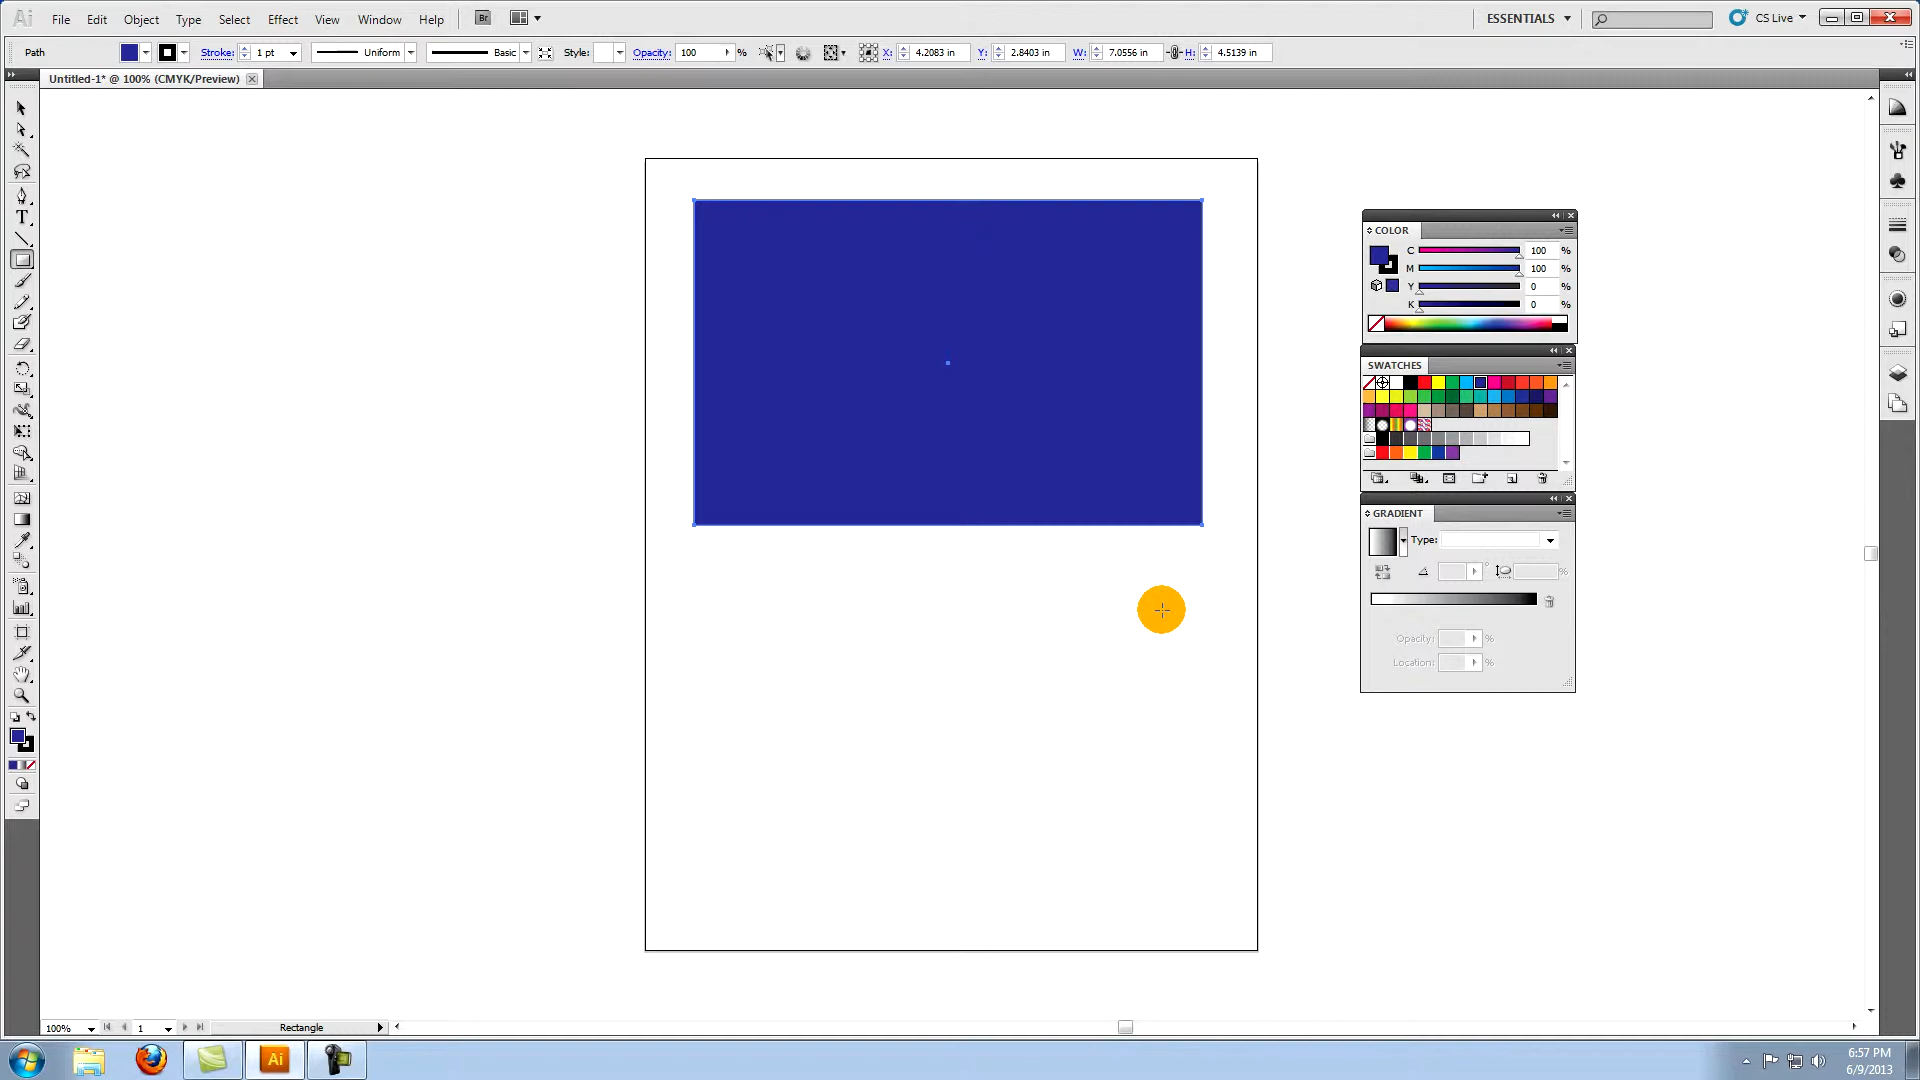 Ai File Edit Object Type Select Effect View Window Help Br ESSENTIALS CS Live
Path Stroke: 1 pt Uniform Basic Style: Opacity: 100 % X: 4.2083 in Y: 2.8403 in W: 7.0556 in H: 4.5139 in
Untitled-1* @ 100% (CMYK/Preview)
T
COLOR
C 100 %
M 100 %
Y 0 %
K 0 %
SWATCHES
GRADIENT
Type:
%
Opacity: %
Location: %
100% 1 Rectangle
Ai
6:57 PM
6/9/2013